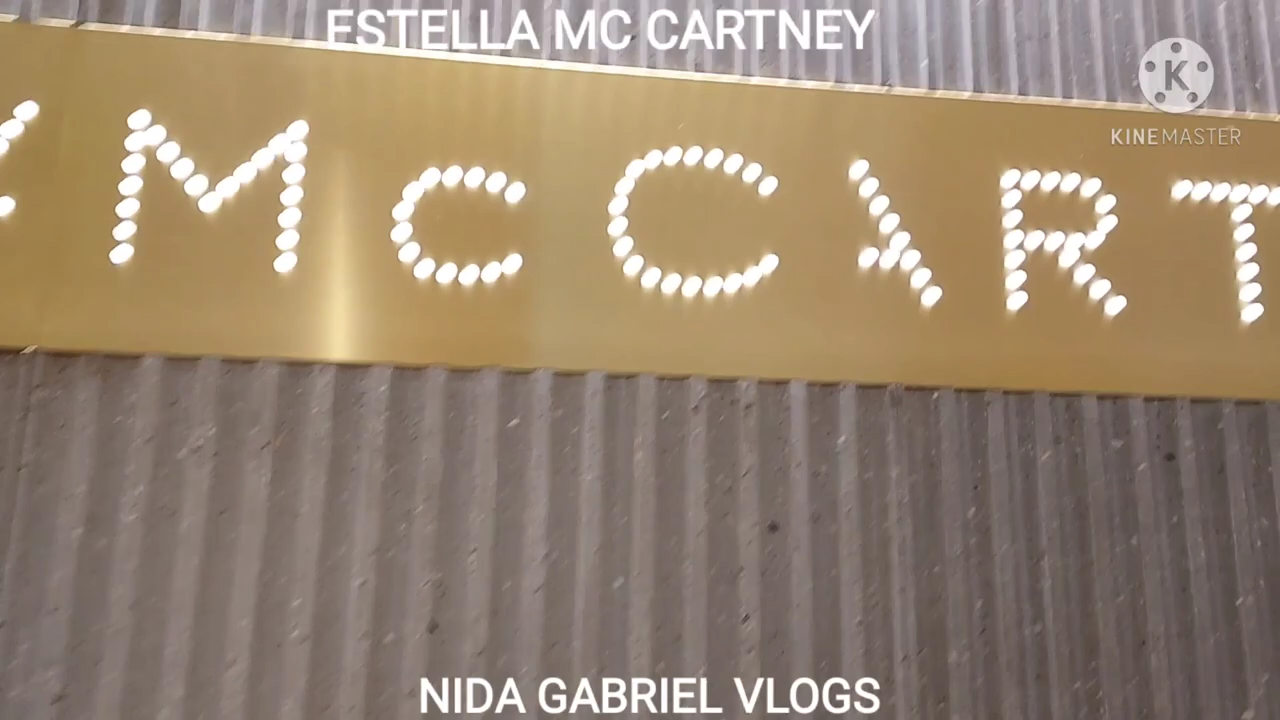 ESTELLA MC CARTNEY
K
KINEMASTER
McCART
NIDA GABRIEL VLOGS